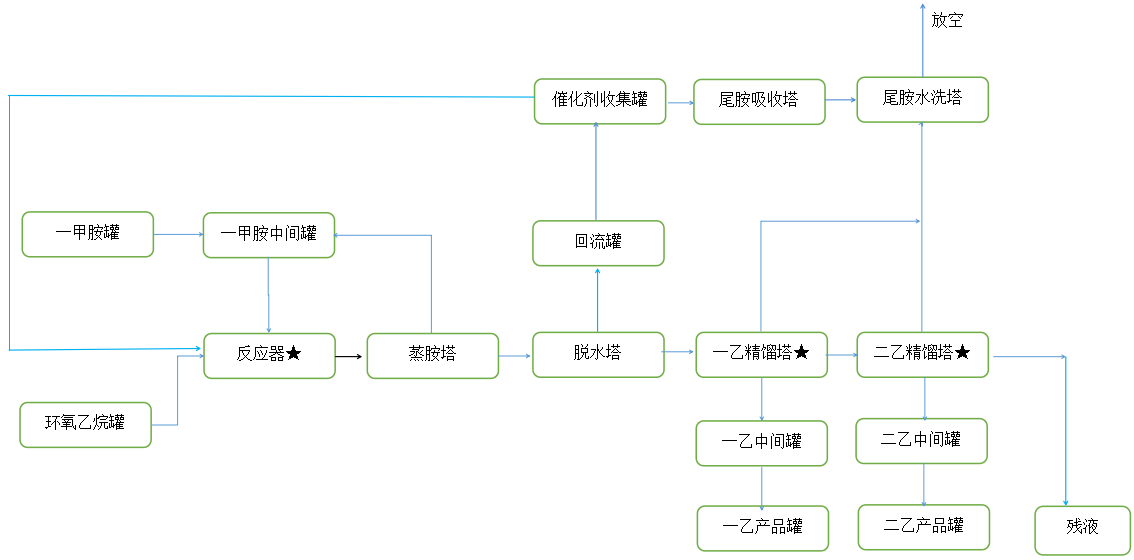 放空
催化剂收集罐
尾胺吸收塔
尾胺水洗塔
一甲胺罐
一甲胺中间罐
回流罐
反应器★
蒸胺塔
脱水塔
一乙精馏塔★
二乙精馏塔★
环氧乙烷罐
一乙中间罐
二乙中间罐
一乙产品罐
二乙产品罐
残液